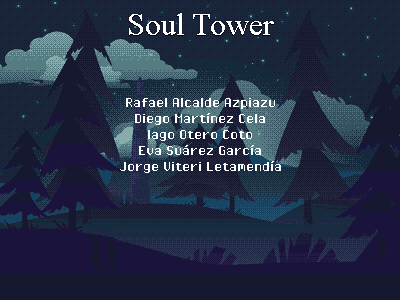 Soul Tower
Rafael Alcalde Azpiazu
Diego Martínez Cela
Iago Otero Coto
Eva Suárez García
Jorge Viteri Letamendía